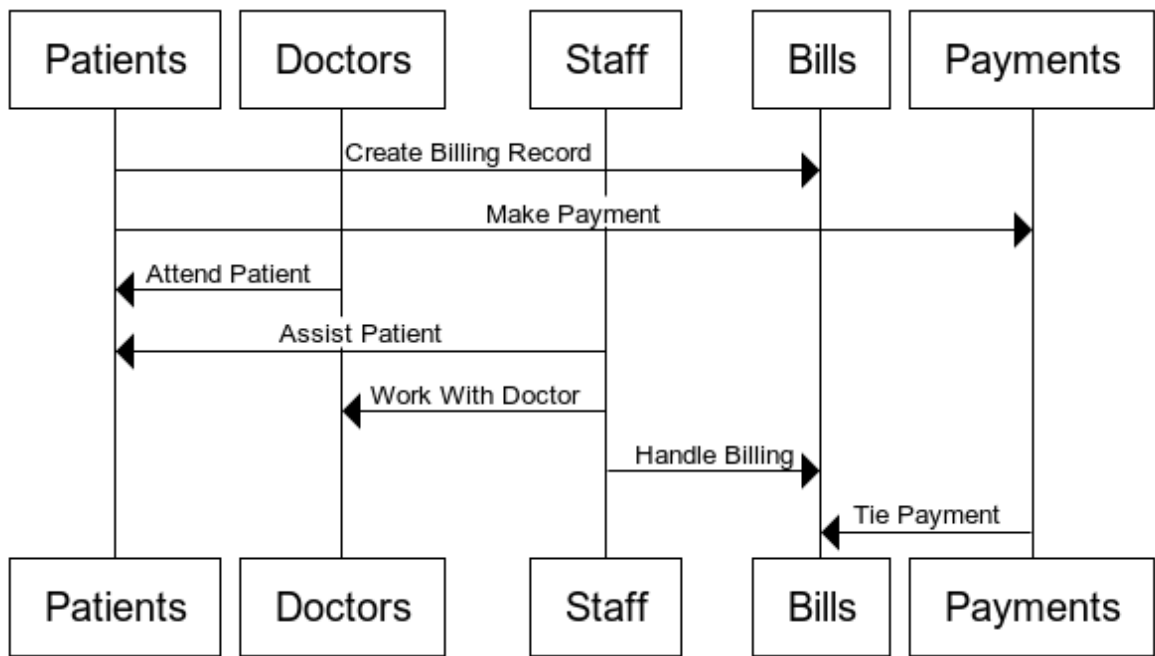 Patients Doctors Staff Bills Payments
Create Billing Record
Make Payment
Attend Patient
Assist Patient
Work With Doctor
Handle Billing
Tie Payment
Patients Doctors Staff Bills Payments